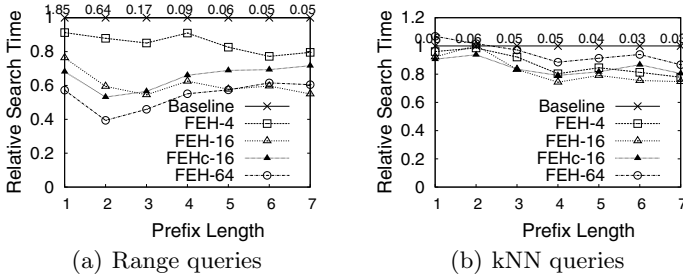 1.85 0.64 0.17 0.09 0.06 0.05 0.05
1
0.8
0.6
0.4
0.2
0
Relative Search Time
Baseline
FEH-4
FEH-16
FEHc-16
FEH-64
1 2 3 4 5 6 7
Prefix Length
(a) Range queries
0.06 0.05 0.05 0.04 0.03
1.2
1
0.8
0.6
0.4
0.2
0
Relative Search Time
Baseline
FEH-4
FEH-16
FEHc-16
FEH-64
1 2 3 4 5 6 7
Prefix Length
(b) kNN queries